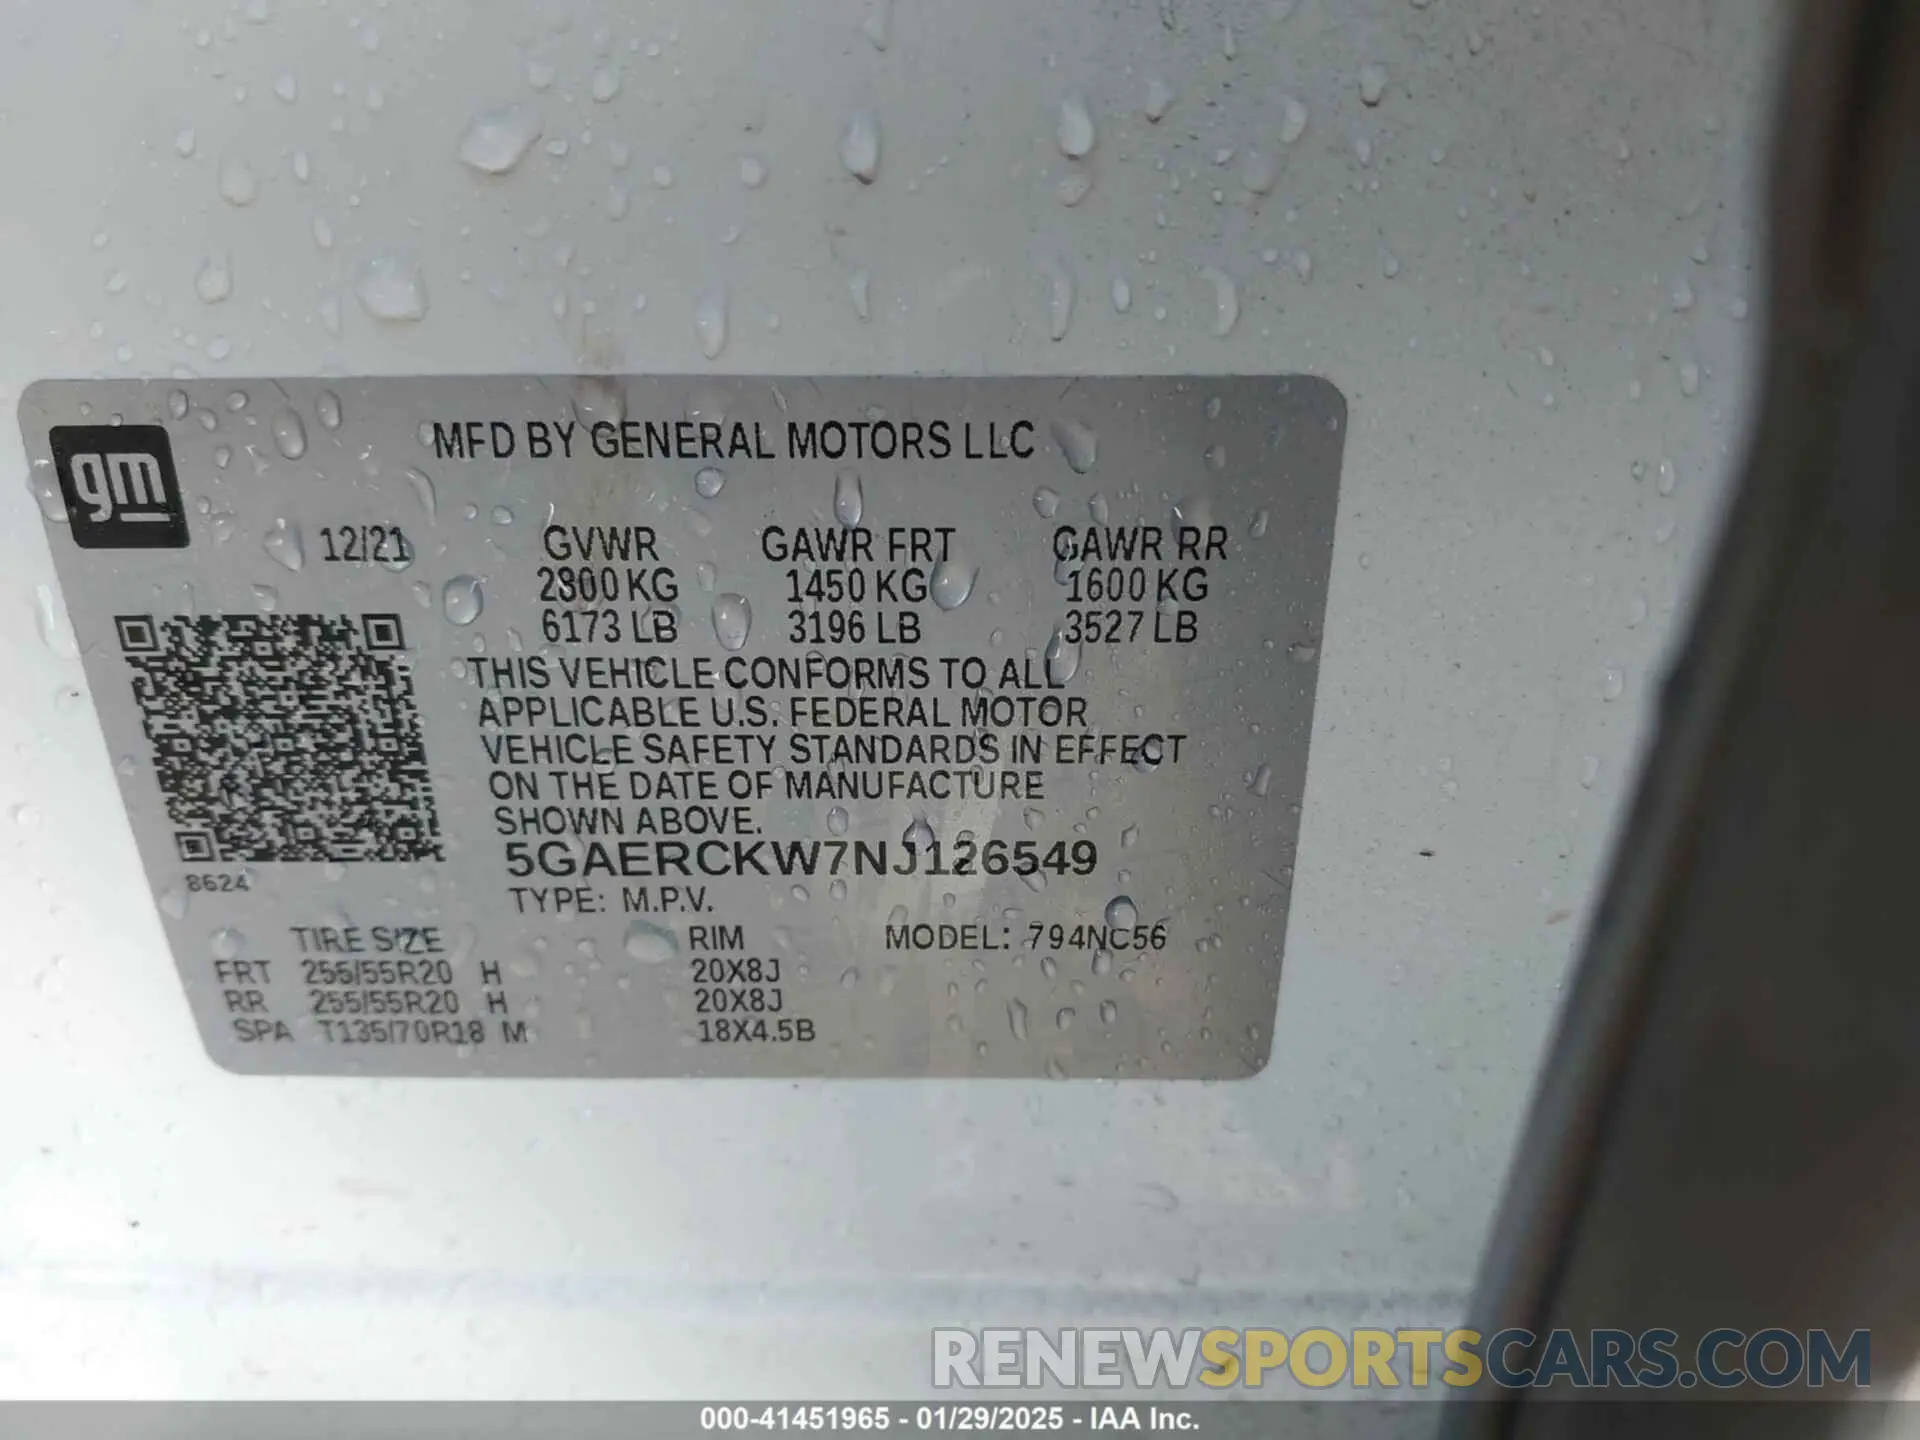 MFD BY GENERAL MOTORS LLC
gm
12/21 GVWR GAWR FRT GAWR RR
2800 KG 1450 KG 1600 KG
6173 LB 3196 LB 3527 LB
THIS VEHICLE CONFORMS TO ALL
APPLICABLE U.S. FEDERAL MOTOR
VEHICLE SAFETY STANDARDS IN EFFECT
ON THE DATE OF MANUFACTURE
SHOWN ABOVE.
5GAERCKW7NJ126549
8624
TYPE: M.P.V.
TIRE SIZE RIM MODEL: 794NC56
FRT 255/55R20 H 20X8J
RR 255/55R20 H 20X8J
SPA T135/70R18 M 18X4.5B
RENEWSPORTSCARS.COM
000-41451965 - 01/29/2025 - IAA Inc.